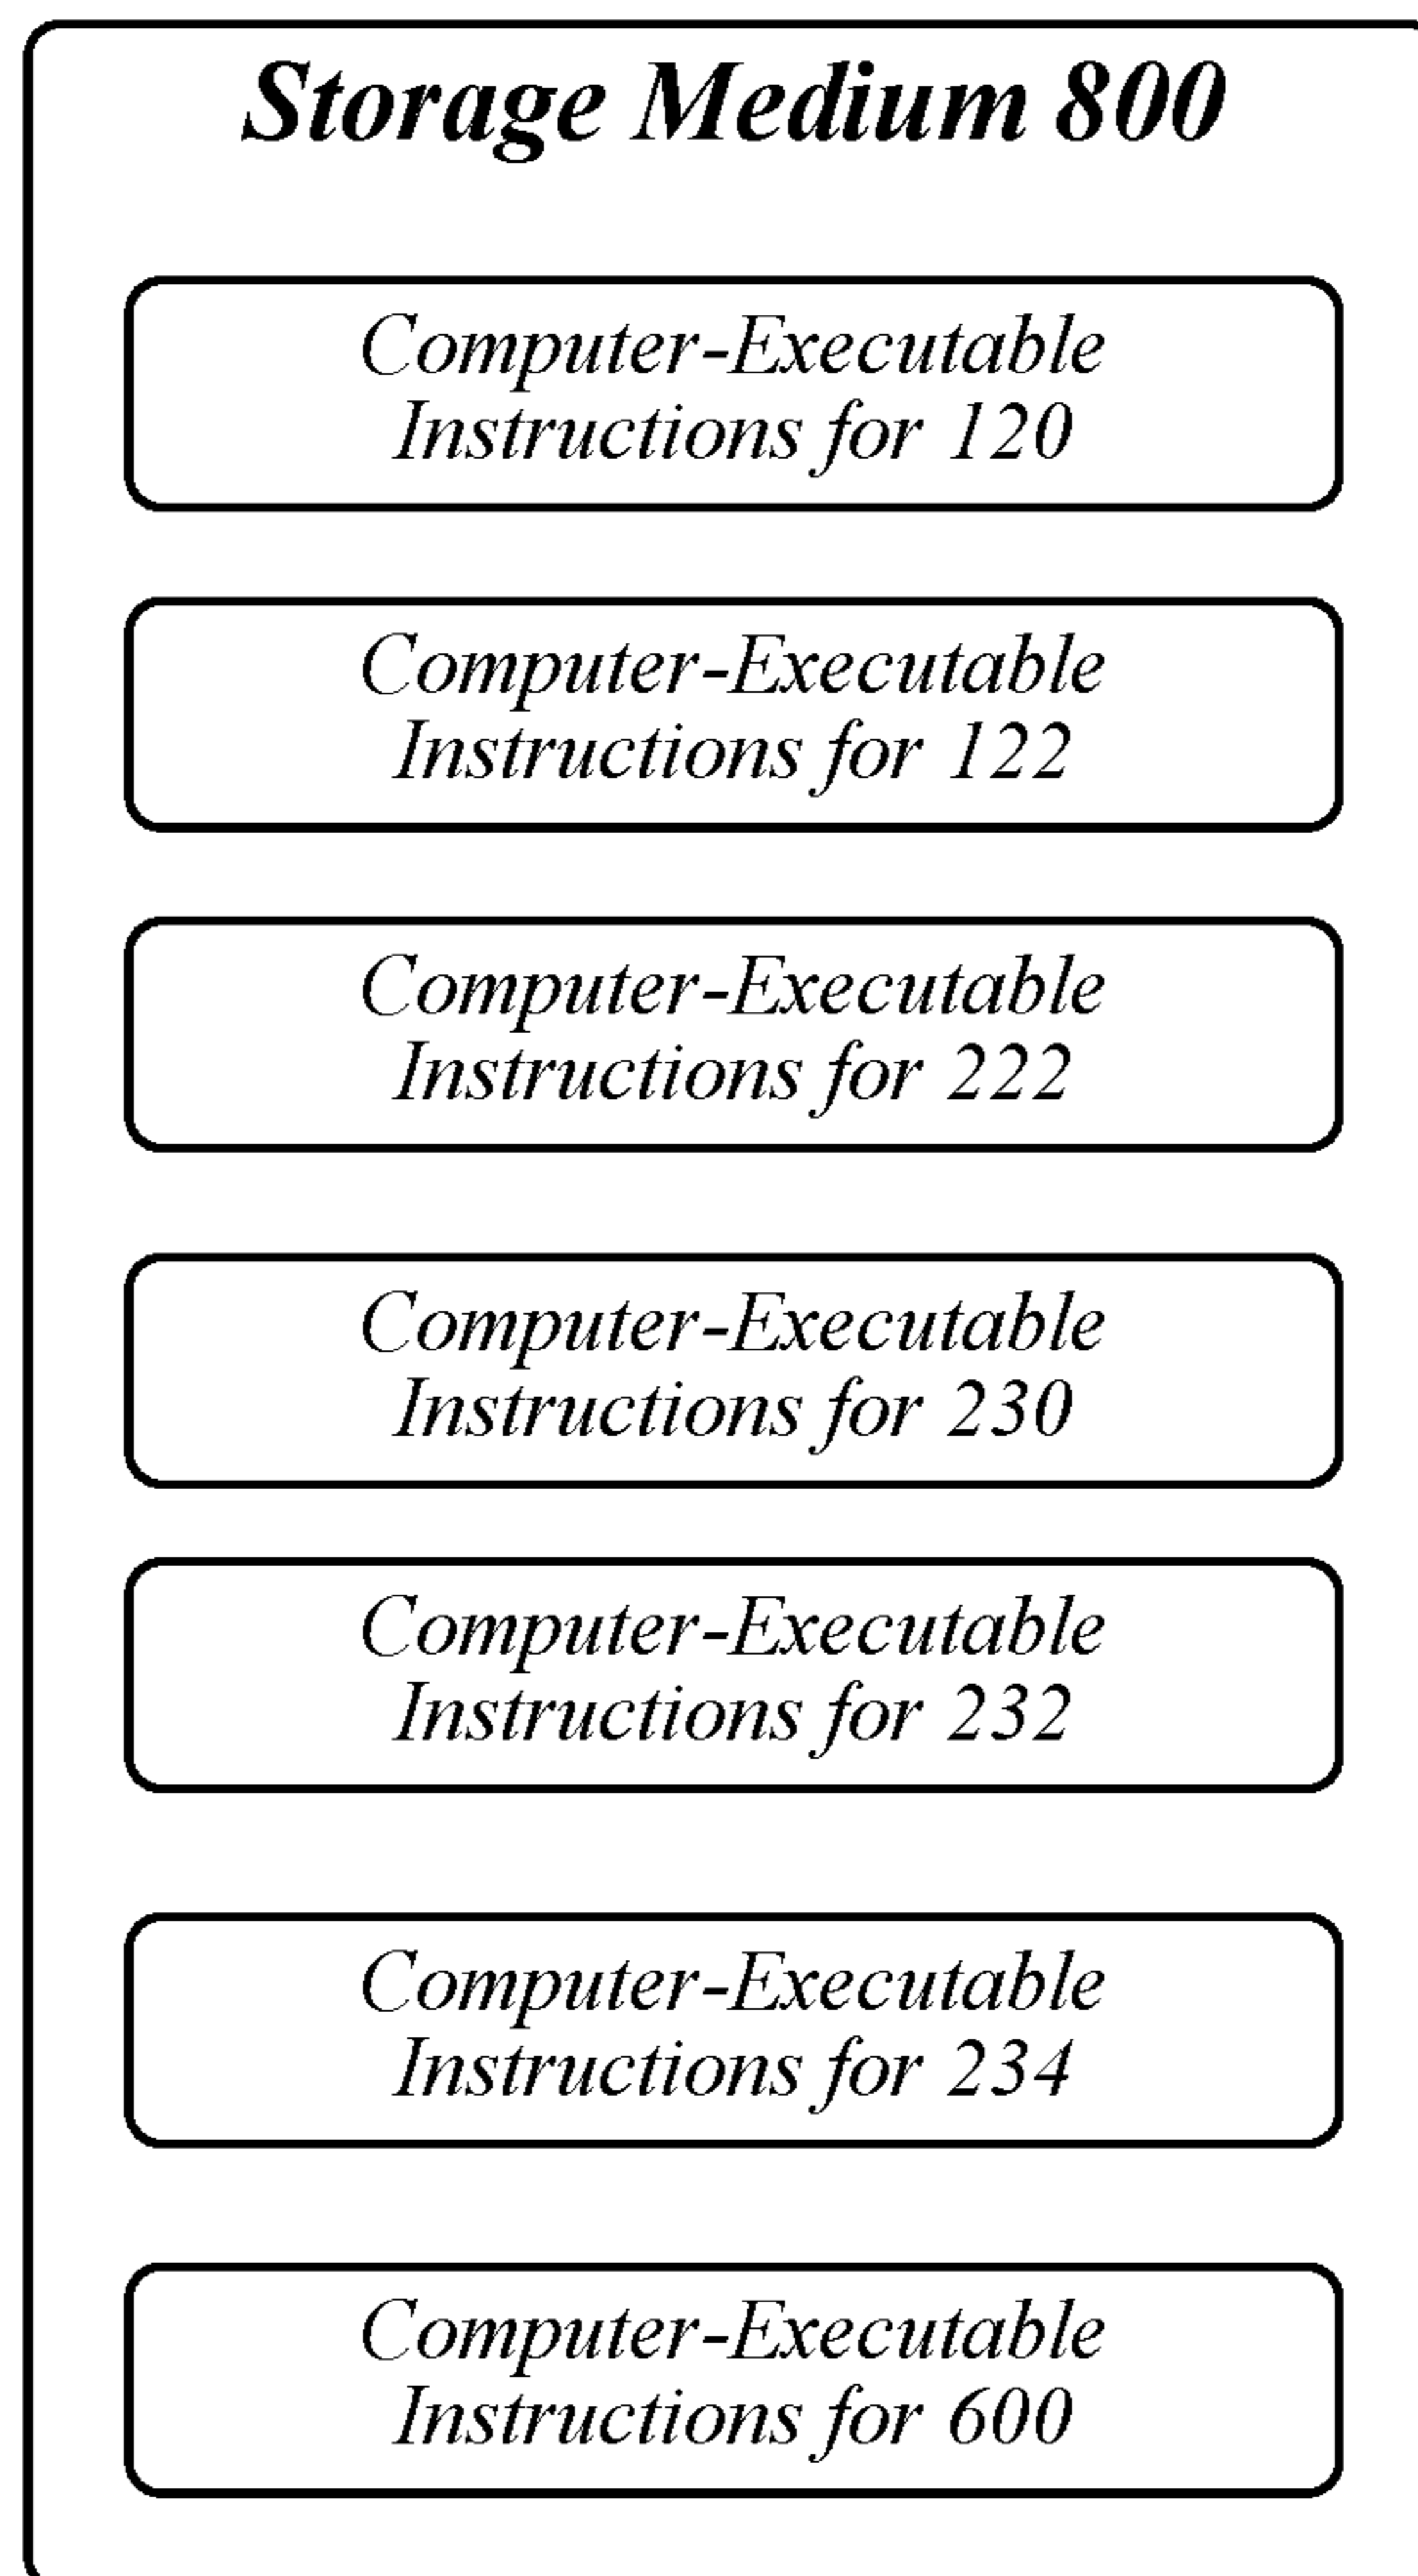 Storage Medium 800
Computer-Executable
Instructions for 120
Computer-Executable
Instructions for 122
Computer-Executable
Instructions for 222
Computer-Executable
Instructions for 230
Computer-Executable
Instructions for 232
Computer-Executable
Instructions for 234
Computer-Executable
Instructions for 600